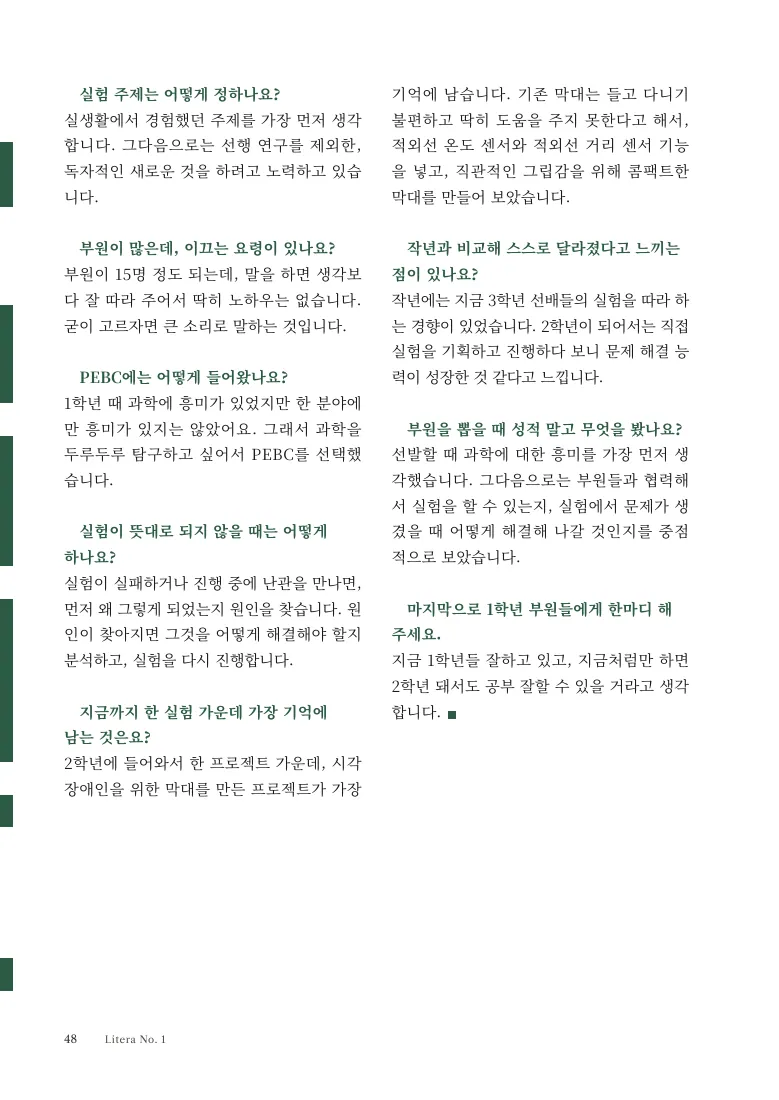 실험 주제는 어떻게 정하나요?
실생활에서 경험했던 주제를 가장 먼저 생각
합니다. 그다음으로는 선행 연구를 제외한,
독자적인 새로운 것을 하려고 노력하고 있습
니다.
부원이 많은데, 이끄는 요령이 있나요?
부원이 15명 정도 되는데, 말을 하면 생각보
다 잘 따라 주어서 딱히 노하우는 없습니다.
굳이 고르자면 큰 소리로 말하는 것입니다.
PEBC에는 어떻게 들어왔나요?
1학년 때 과학에 흥미가 있었지만 한 분야에
만 흥미가 있지는 않았어요. 그래서 과학을
두루두루 탐구하고 싶어서 PEBC를 선택했
습니다.
실험이 뜻대로 되지 않을 때는 어떻게
하나요?
실험이 실패하거나 진행 중에 난관을 만나면,
먼저 왜 그렇게 되었는지 원인을 찾습니다. 원
인이 찾아지면 그것을 어떻게 해결해야 할지
분석하고, 실험을 다시 진행합니다.
지금까지 한 실험 가운데 가장 기억에
남는 것은요?
2학년에 들어와서 한 프로젝트 가운데, 시각
장애인을 위한 막대를 만든 프로젝트가 가장
기억에 남습니다. 기존 막대는 들고 다니기
불편하고 딱히 도움을 주지 못한다고 해서,
적외선 온도 센서와 적외선 거리 센서 기능
을 넣고, 직관적인 그립감을 위해 콤팩트한
막대를 만들어 보았습니다.
작년과 비교해 스스로 달라졌다고 느끼는
점이 있나요?
작년에는 지금 3학년 선배들의 실험을 따라 하
는 경향이 있었습니다. 2학년이 되어서는 직접
실험을 기획하고 진행하다 보니 문제 해결 능
력이 성장한 것 같다고 느낍니다.
부원을 뽑을 때 성적 말고 무엇을 봤나요?
선발할 때 과학에 대한 흥미를 가장 먼저 생
각했습니다. 그다음으로는 부원들과 협력해
서 실험을 할 수 있는지, 실험에서 문제가 생
겼을 때 어떻게 해결해 나갈 것인지를 중점
적으로 보았습니다.
마지막으로 1학년 부원들에게 한마디 해
주세요.
지금 1학년들 잘하고 있고, 지금처럼만 하면
2학년 돼서도 공부 잘할 수 있을 거라고 생각
합니다. ■
48 Litera No. 1